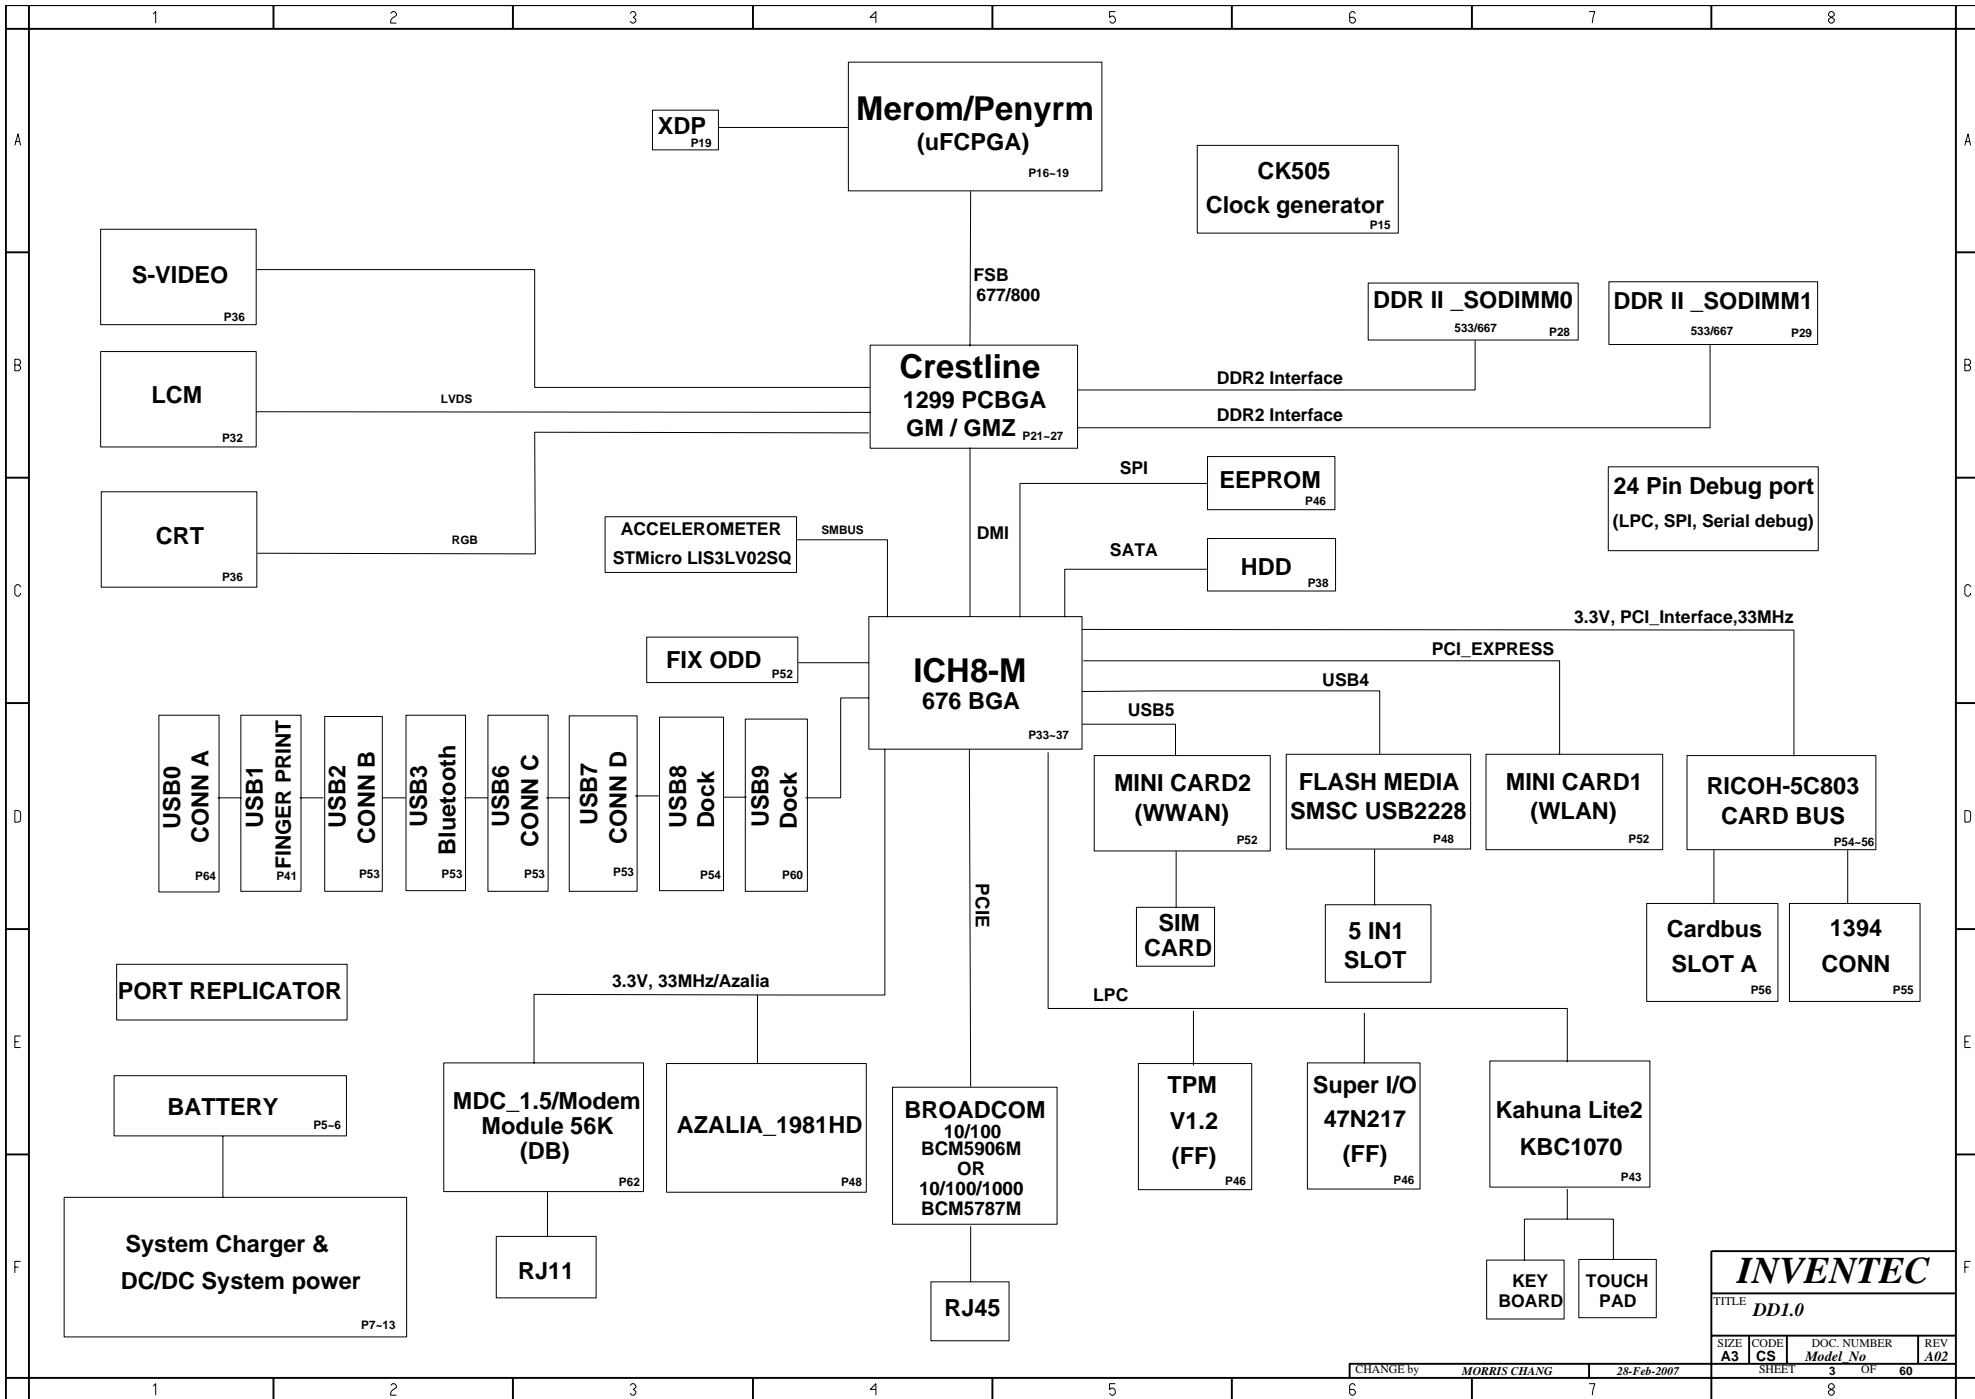 1 2 3 4 5 6 7 8
A
B
C
D
E
F
A
B
C
D
E
F
Merom/Penyrm
(uFCPGA)
P16~19
XDP
P19
CK505
Clock generator
P15
S-VIDEO
P36
FSB
677/800
DDR II _SODIMM0
533/667
P28
DDR II _SODIMM1
533/667
P29
LCM
P32
LVDS
Crestline
1299 PCBGA
GM / GMZ
P21~27
DDR2 Interface
DDR2 Interface
CRT
P36
RGB
ACCELEROMETER
STMicro LIS3LV02SQ
SMBUS
DMI
SPI
EEPROM
P46
SATA
HDD
P38
24 Pin Debug port
(LPC, SPI, Serial debug)
FIX ODD
P52
ICH8-M
676 BGA
P33~37
3.3V, PCI_Interface,33MHz
PCI_EXPRESS
USB4
USB5
USB0
CONN A
P64
USB1
FINGER PRINT
P41
USB2
CONN B
P53
USB3
Bluetooth
P53
USB6
CONN C
P53
USB7
CONN D
P53
USB8
Dock
P54
USB9
Dock
P60
MINI CARD2
(WWAN)
P52
FLASH MEDIA
SMSC USB2228
P48
MINI CARD1
(WLAN)
P52
RICOH-5C803
CARD BUS
P54~56
PCIE
SIM
CARD
5 IN1
SLOT
Cardbus
SLOT A
P56
1394
CONN
P55
PORT REPLICATOR
3.3V, 33MHz/Azalia
LPC
BATTERY
P5~6
MDC_1.5/Modem
Module 56K
(DB)
P62
AZALIA_1981HD
P48
BROADCOM
10/100
BCM5906M
OR
10/100/1000
BCM5787M
TPM
V1.2
(FF)
P46
Super I/O
47N217
(FF)
P46
Kahuna Lite2
KBC1070
P43
System Charger &
DC/DC System power
P7~13
RJ11
RJ45
KEY
BOARD
TOUCH
PAD
INVENTEC
TITLE DD1.0
SIZE CODE DOC. NUMBER REV
A3 CS Model_No A02
CHANGE by MORRIS CHANG 28-Feb-2007 SHEET 3 OF 60
1 2 3 4 5 6 7 8